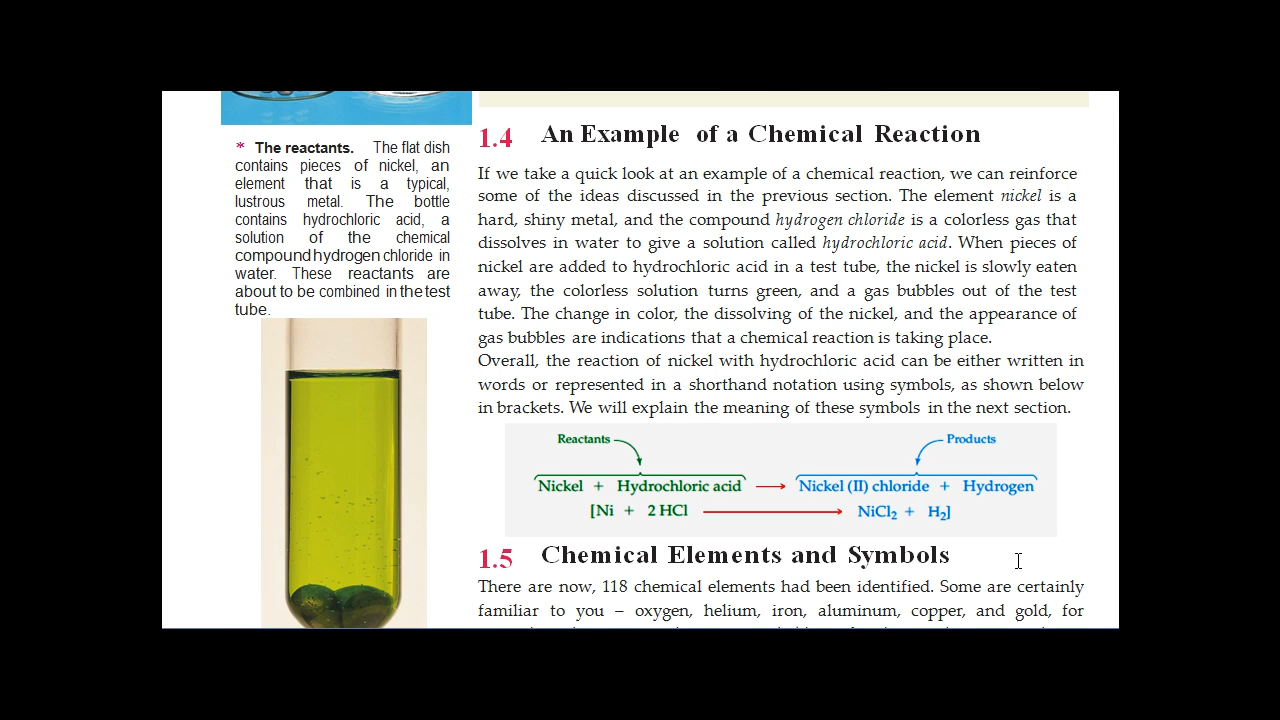 * The reactants. The flat dish
contains pieces of nickel, an
element that is a typical,
lustrous metal. The bottle
contains hydrochloric acid, a
solution of the chemical
compound hydrogen chloride in
water. These reactants are
about to be combined in the test
tube.
1.4 An Example of a Chemical Reaction
If we take a quick look at an example of a chemical reaction, we can reinforce
some of the ideas discussed in the previous section. The element nickel is a
hard, shiny metal, and the compound hydrogen chloride is a colorless gas that
dissolves in water to give a solution called hydrochloric acid. When pieces of
nickel are added to hydrochloric acid in a test tube, the nickel is slowly eaten
away, the colorless solution turns green, and a gas bubbles out of the test
tube. The change in color, the dissolving of the nickel, and the appearance of
gas bubbles are indications that a chemical reaction is taking place.
Overall, the reaction of nickel with hydrochloric acid can be either written in
words or represented in a shorthand notation using symbols, as shown below
in brackets. We will explain the meaning of these symbols in the next section.
Reactants Products
Nickel + Hydrochloric acid → Nickel (II) chloride + Hydrogen
[Ni + 2 HCl → NiCl₂ + H₂]
1.5 Chemical Elements and Symbols
There are now, 118 chemical elements had been identified. Some are certainly
familiar to you – oxygen, helium, iron, aluminum, copper, and gold, for